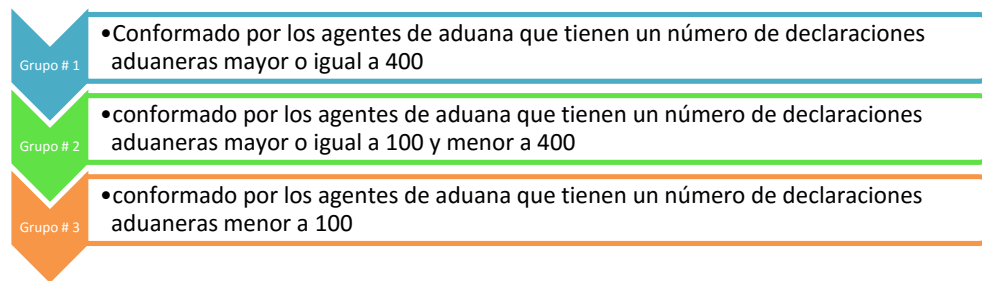 Grupo # 1
•Conformado por los agentes de aduana que tienen un número de declaraciones
aduaneras mayor o igual a 400
Grupo # 2
•conformado por los agentes de aduana que tienen un número de declaraciones
aduaneras mayor o igual a 100 y menor a 400
Grupo # 3
•conformado por los agentes de aduana que tienen un número de declaraciones
aduaneras menor a 100